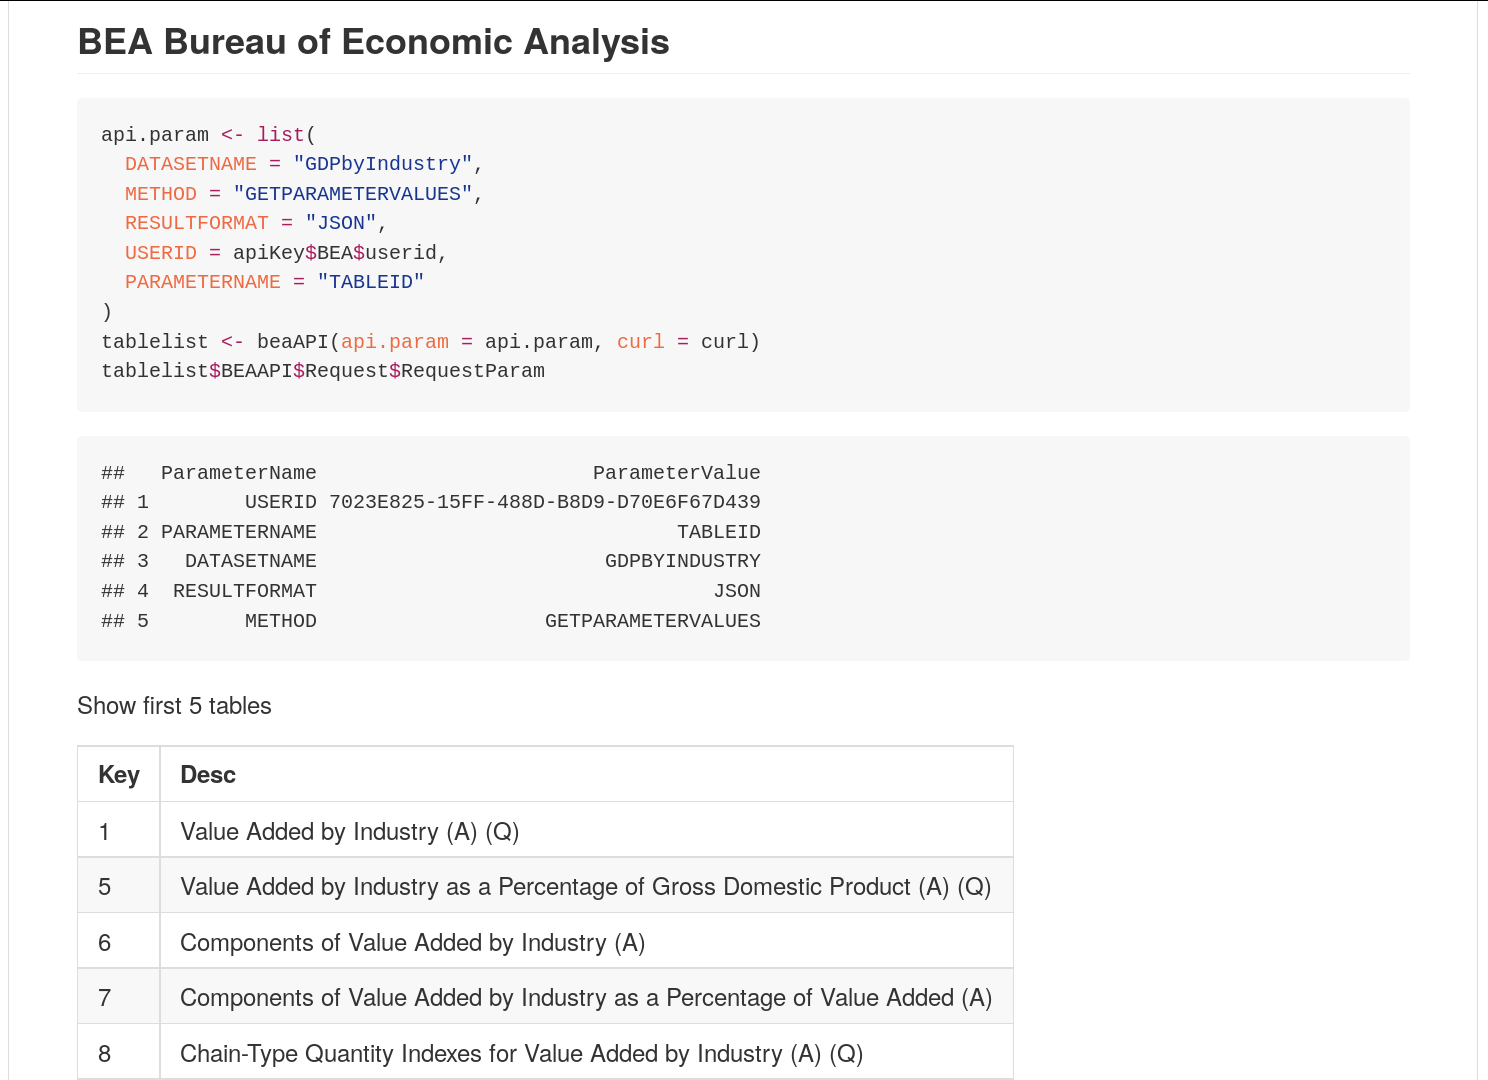 BEA Bureau of Economic Analysis
api.param <- list(
  DATASETNAME = "GDPbyIndustry",
  METHOD = "GETPARAMETERVALUES",
  RESULTFORMAT = "JSON",
  USERID = apiKey$BEA$userid,
  PARAMETERNAME = "TABLEID"
)
tablelist <- beaAPI(api.param = api.param, curl = curl)
tablelist$BEAAPI$Request$RequestParam
##   ParameterName                       ParameterValue
## 1        USERID 7023E825-15FF-488D-B8D9-D70E6F67D439
## 2 PARAMETERNAME                              TABLEID
## 3   DATASETNAME                        GDPBYINDUSTRY
## 4  RESULTFORMAT                                 JSON
## 5        METHOD                   GETPARAMETERVALUES
Show first 5 tables
Key Desc
1 Value Added by Industry (A) (Q)
5 Value Added by Industry as a Percentage of Gross Domestic Product (A) (Q)
6 Components of Value Added by Industry (A)
7 Components of Value Added by Industry as a Percentage of Value Added (A)
8 Chain-Type Quantity Indexes for Value Added by Industry (A) (Q)